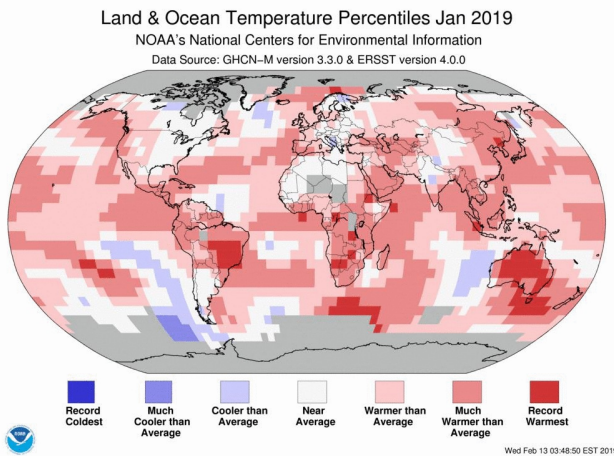 Land & Ocean Temperature Percentiles Jan 2019
NOAA's National Centers for Environmental Information
Data Source: GHCN-M version 3.3.0 & ERSST version 4.0.0
Record
Coldest
Much
Cooler than
Average
Cooler than
Average
Near
Average
Warmer than
Average
Much
Warmer than
Average
Record
Warmest
Wed Feb 13 03:48:50 EST 201